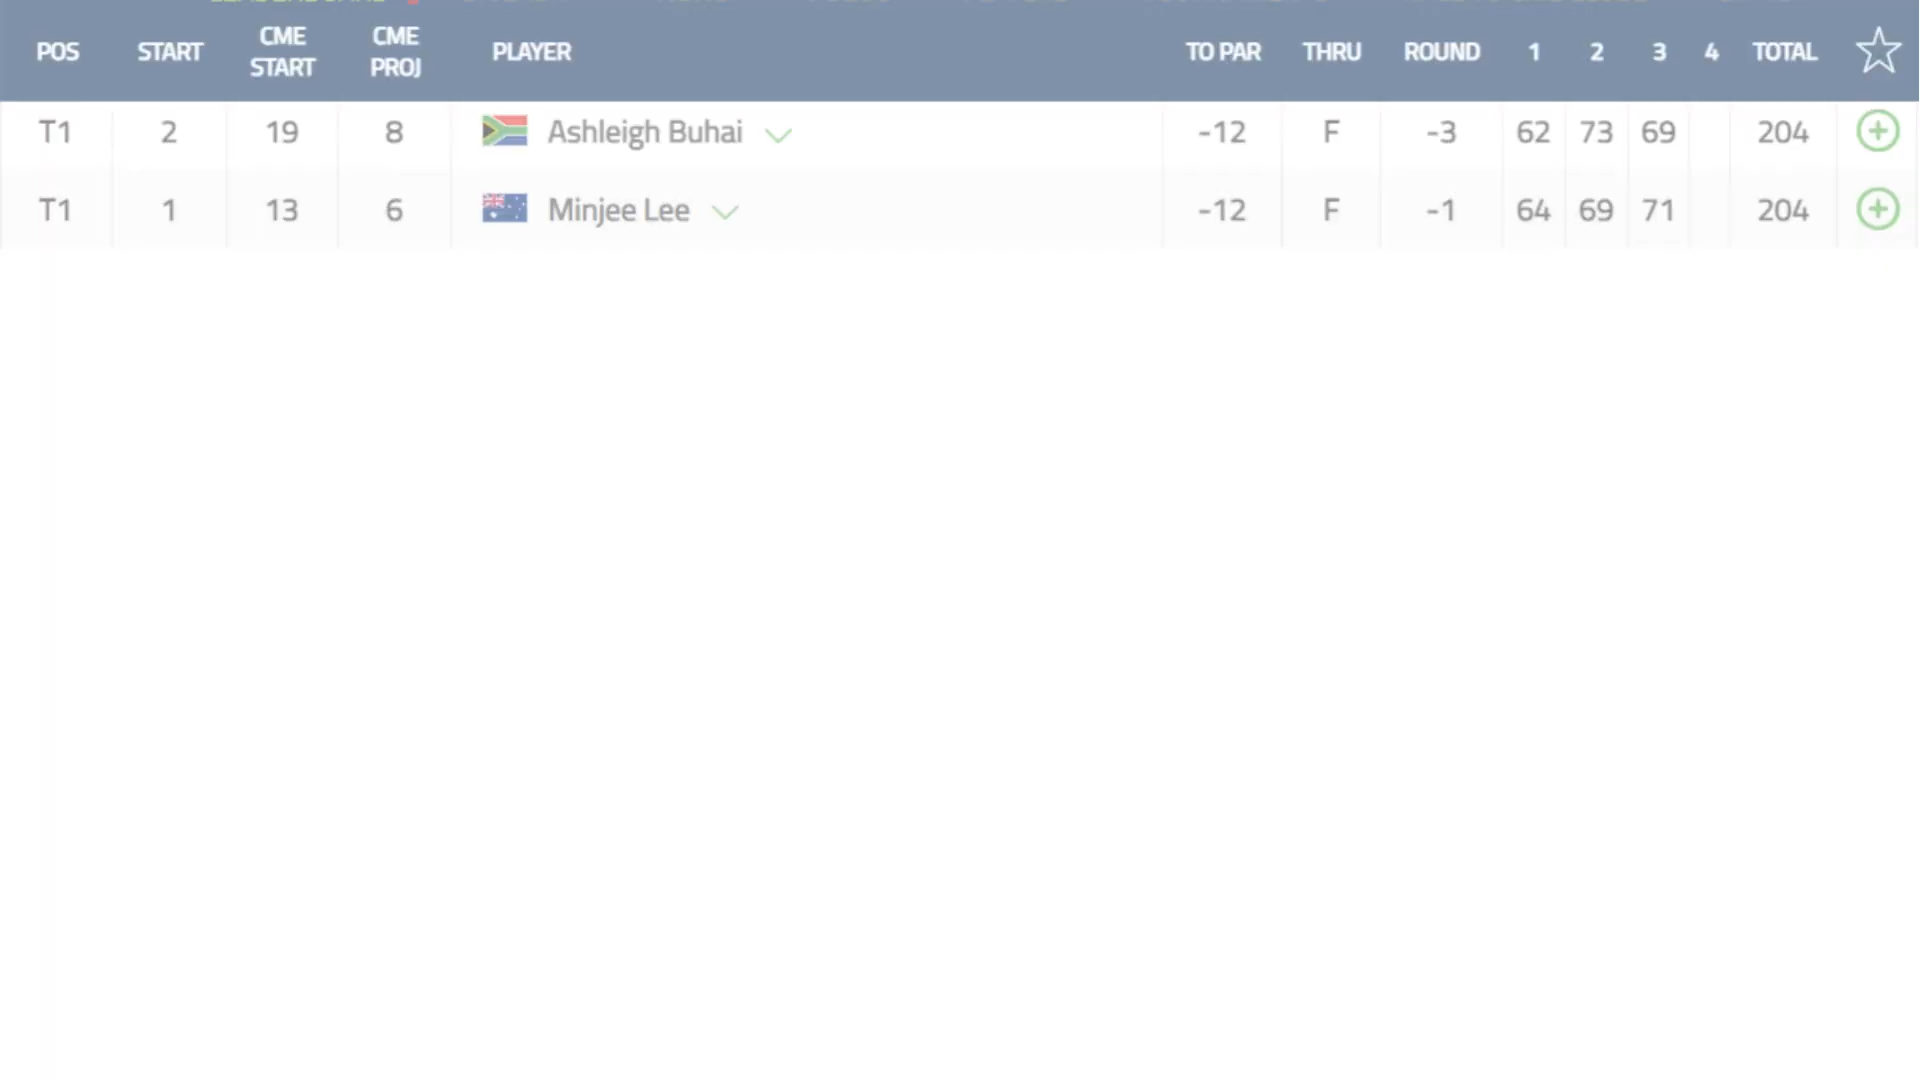 POS START CME START CME PROJ PLAYER TO PAR THRU ROUND 1 2 3 4 TOTAL
T1 2 19 8 Ashleigh Buhai -12 F -3 62 73 69 204
T1 1 13 6 Minjee Lee -12 F -1 64 69 71 204